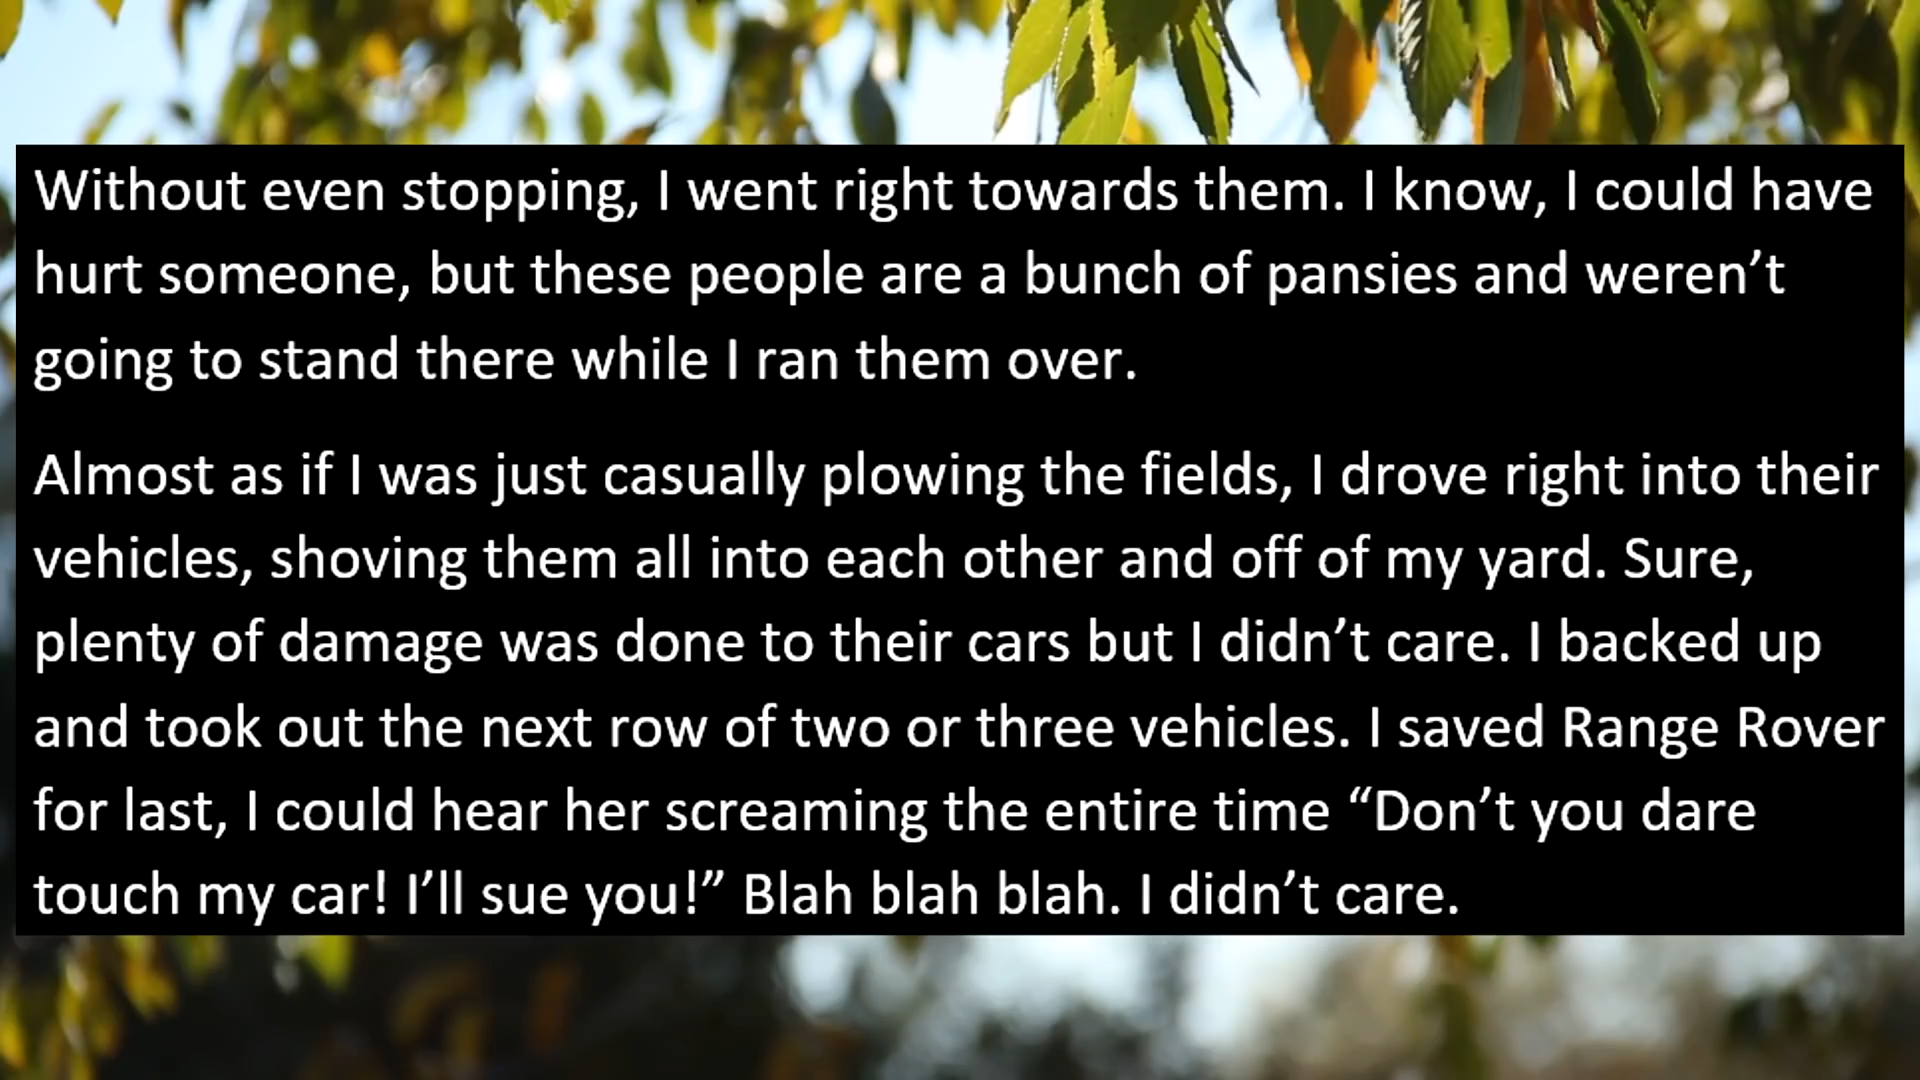 Without even stopping, I went right towards them. I know, I could have
hurt someone, but these people are a bunch of pansies and weren’t
going to stand there while I ran them over.
Almost as if I was just casually plowing the fields, I drove right into their
vehicles, shoving them all into each other and off of my yard. Sure,
plenty of damage was done to their cars but I didn’t care. I backed up
and took out the next row of two or three vehicles. I saved Range Rover
for last, I could hear her screaming the entire time “Don’t you dare
touch my car! I’ll sue you!” Blah blah blah. I didn’t care.